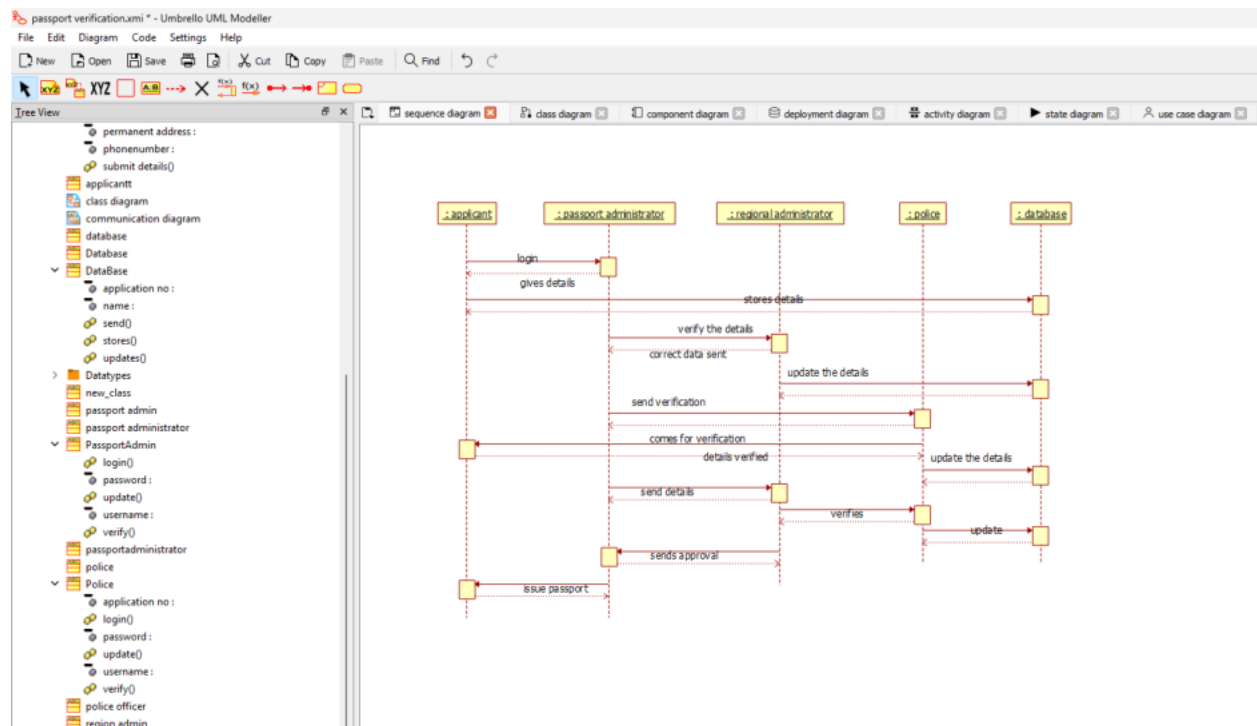 passport verification.xmi * - Umbrello UML Modeller
File Edit Diagram Code Settings Help
New Open Save Cut Copy Paste Find
XYZ XYZ A:B f(x) f(x)
Tree View
sequence diagram class diagram component diagram deployment diagram activity diagram state diagram use case diagram
permanent address :
phonenumber :
submit details()
applicantt
class diagram
communication diagram
database
Database
DataBase
application no :
name :
send()
stores()
updates()
Datatypes
new_class
passport admin
passport administrator
PassportAdmin
login()
password :
update()
username :
verify()
passportadministrator
police
Police
application no :
login()
password :
update()
username :
verify()
police officer
region admin
: applicant : passport administrator : regional administrator : police : database
login
gives details
stores details
verify the details
correct data sent
update the details
send verification
comes for verification
details verified
update the details
send details
verifies
update
sends approval
issue passport